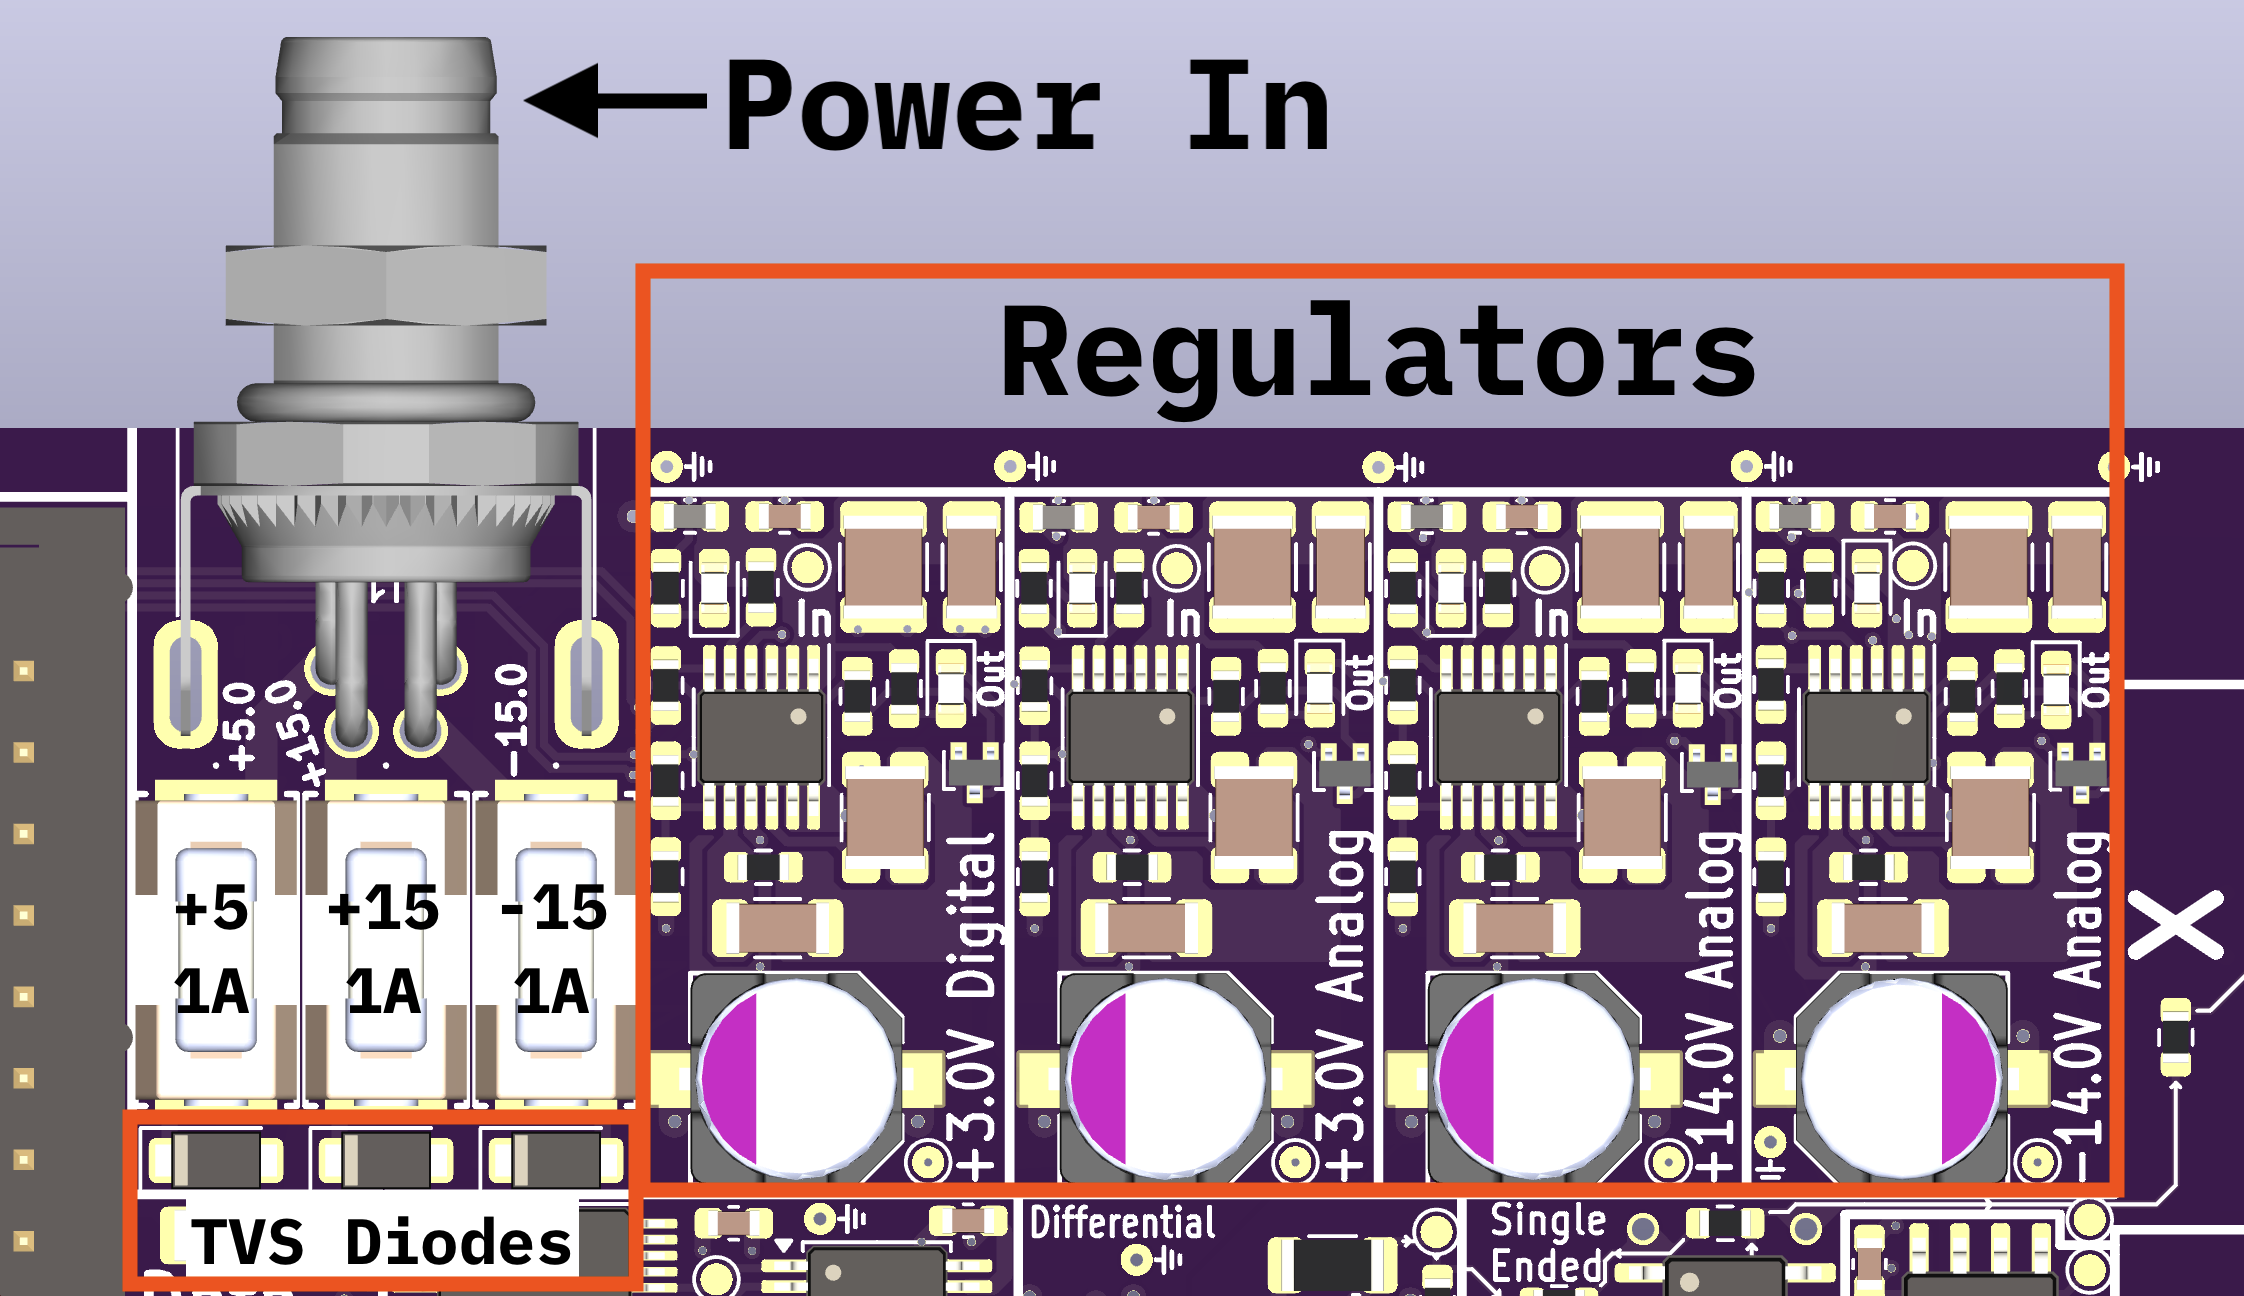 Power In
Regulators
In
In
In
In
Out
Out
Out
Out
+5.0
+15.0
-15.0
+5
1A
+15
1A
-15
1A
+3.0V Digital
+3.0V Analog
+14.0V Analog
-14.0V Analog
TVS Diodes
Differential
Single
Ended